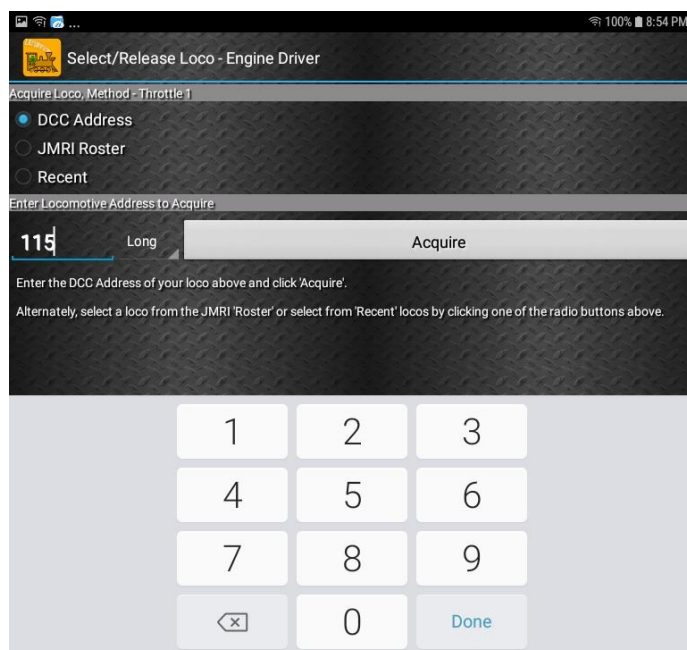 ... 100% 8:54 PM
Select/Release Loco - Engine Driver
Acquire Loco, Method - Throttle 1
DCC Address
JMRI Roster
Recent
Enter Locomotive Address to Acquire
115 Long Acquire
Enter the DCC Address of your loco above and click 'Acquire'.
Alternately, select a loco from the JMRI 'Roster' or select from 'Recent' locos by clicking one of the radio buttons above.
1 2 3
4 5 6
7 8 9
0 Done